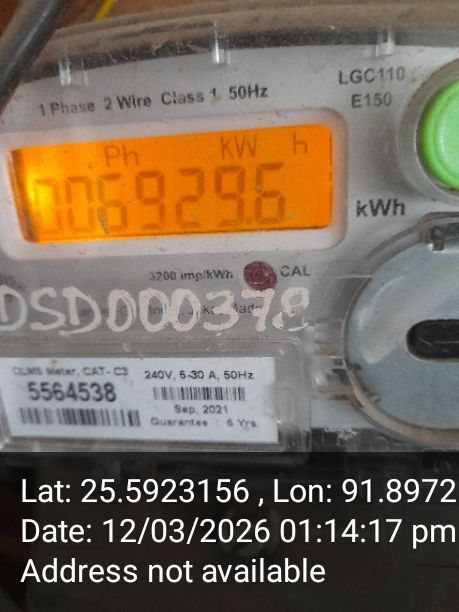 LGC110
1 Phase 2 Wire Class 1, 50Hz
E150
Ph kW h
006929.6
kWh
3200 imp/kWh CAL
DSD000378
OLMS Meter, CAT- C3
240V, 5-30 A, 50Hz
5564538
Sep, 2021
Guarantee : 5 Yrs.
Lat: 25.5923156 , Lon: 91.8972
Date: 12/03/2026 01:14:17 pm
Address not available